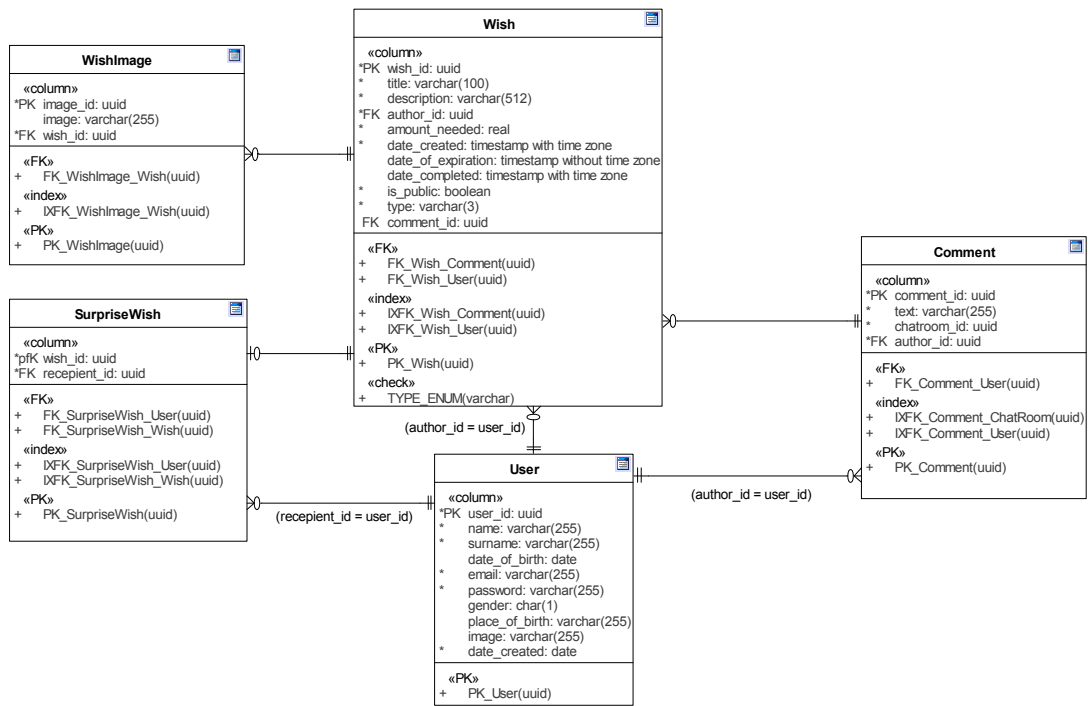 WishImage
«column»
*PK image_id: uuid
image: varchar(255)
*FK wish_id: uuid
«FK»
+ FK_WishImage_Wish(uuid)
«index»
+ IXFK_WishImage_Wish(uuid)
«PK»
+ PK_WishImage(uuid)
Wish
«column»
*PK wish_id: uuid
* title: varchar(100)
* description: varchar(512)
*FK author_id: uuid
* amount_needed: real
* date_created: timestamp with time zone
date_of_expiration: timestamp without time zone
date_completed: timestamp with time zone
* is_public: boolean
* type: varchar(3)
FK comment_id: uuid
«FK»
+ FK_Wish_Comment(uuid)
+ FK_Wish_User(uuid)
«index»
+ IXFK_Wish_Comment(uuid)
+ IXFK_Wish_User(uuid)
«PK»
+ PK_Wish(uuid)
«check»
+ TYPE_ENUM(varchar)
Comment
«column»
*PK comment_id: uuid
* text: varchar(255)
* chatroom_id: uuid
*FK author_id: uuid
«FK»
+ FK_Comment_User(uuid)
«index»
+ IXFK_Comment_ChatRoom(uuid)
+ IXFK_Comment_User(uuid)
«PK»
+ PK_Comment(uuid)
SurpriseWish
«column»
*pfK wish_id: uuid
*FK recepient_id: uuid
«FK»
+ FK_SurpriseWish_User(uuid)
+ FK_SurpriseWish_Wish(uuid)
«index»
+ IXFK_SurpriseWish_User(uuid)
+ IXFK_SurpriseWish_Wish(uuid)
«PK»
+ PK_SurpriseWish(uuid)
(author_id = user_id)
(recepient_id = user_id)
(author_id = user_id)
User
«column»
*PK user_id: uuid
* name: varchar(255)
* surname: varchar(255)
date_of_birth: date
* email: varchar(255)
* password: varchar(255)
gender: char(1)
place_of_birth: varchar(255)
image: varchar(255)
* date_created: date
«PK»
+ PK_User(uuid)